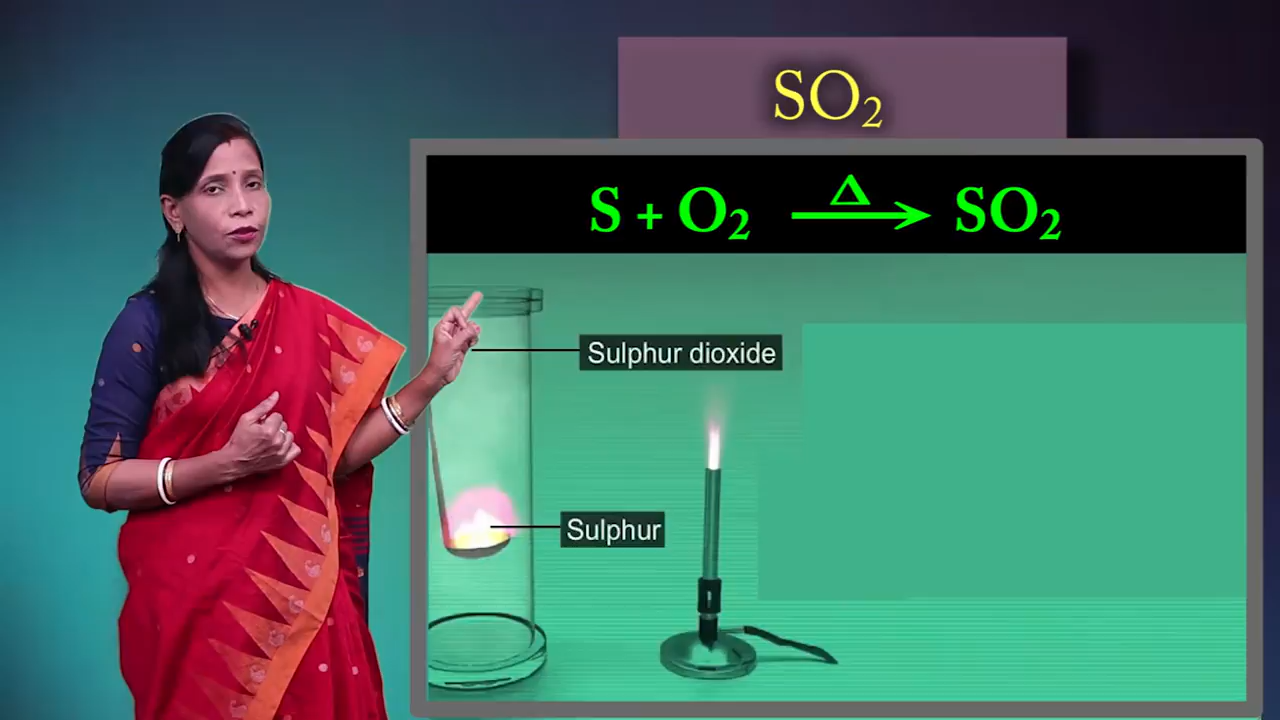 SO₂
S + O₂ —Δ→ SO₂
Sulphur dioxide
Sulphur